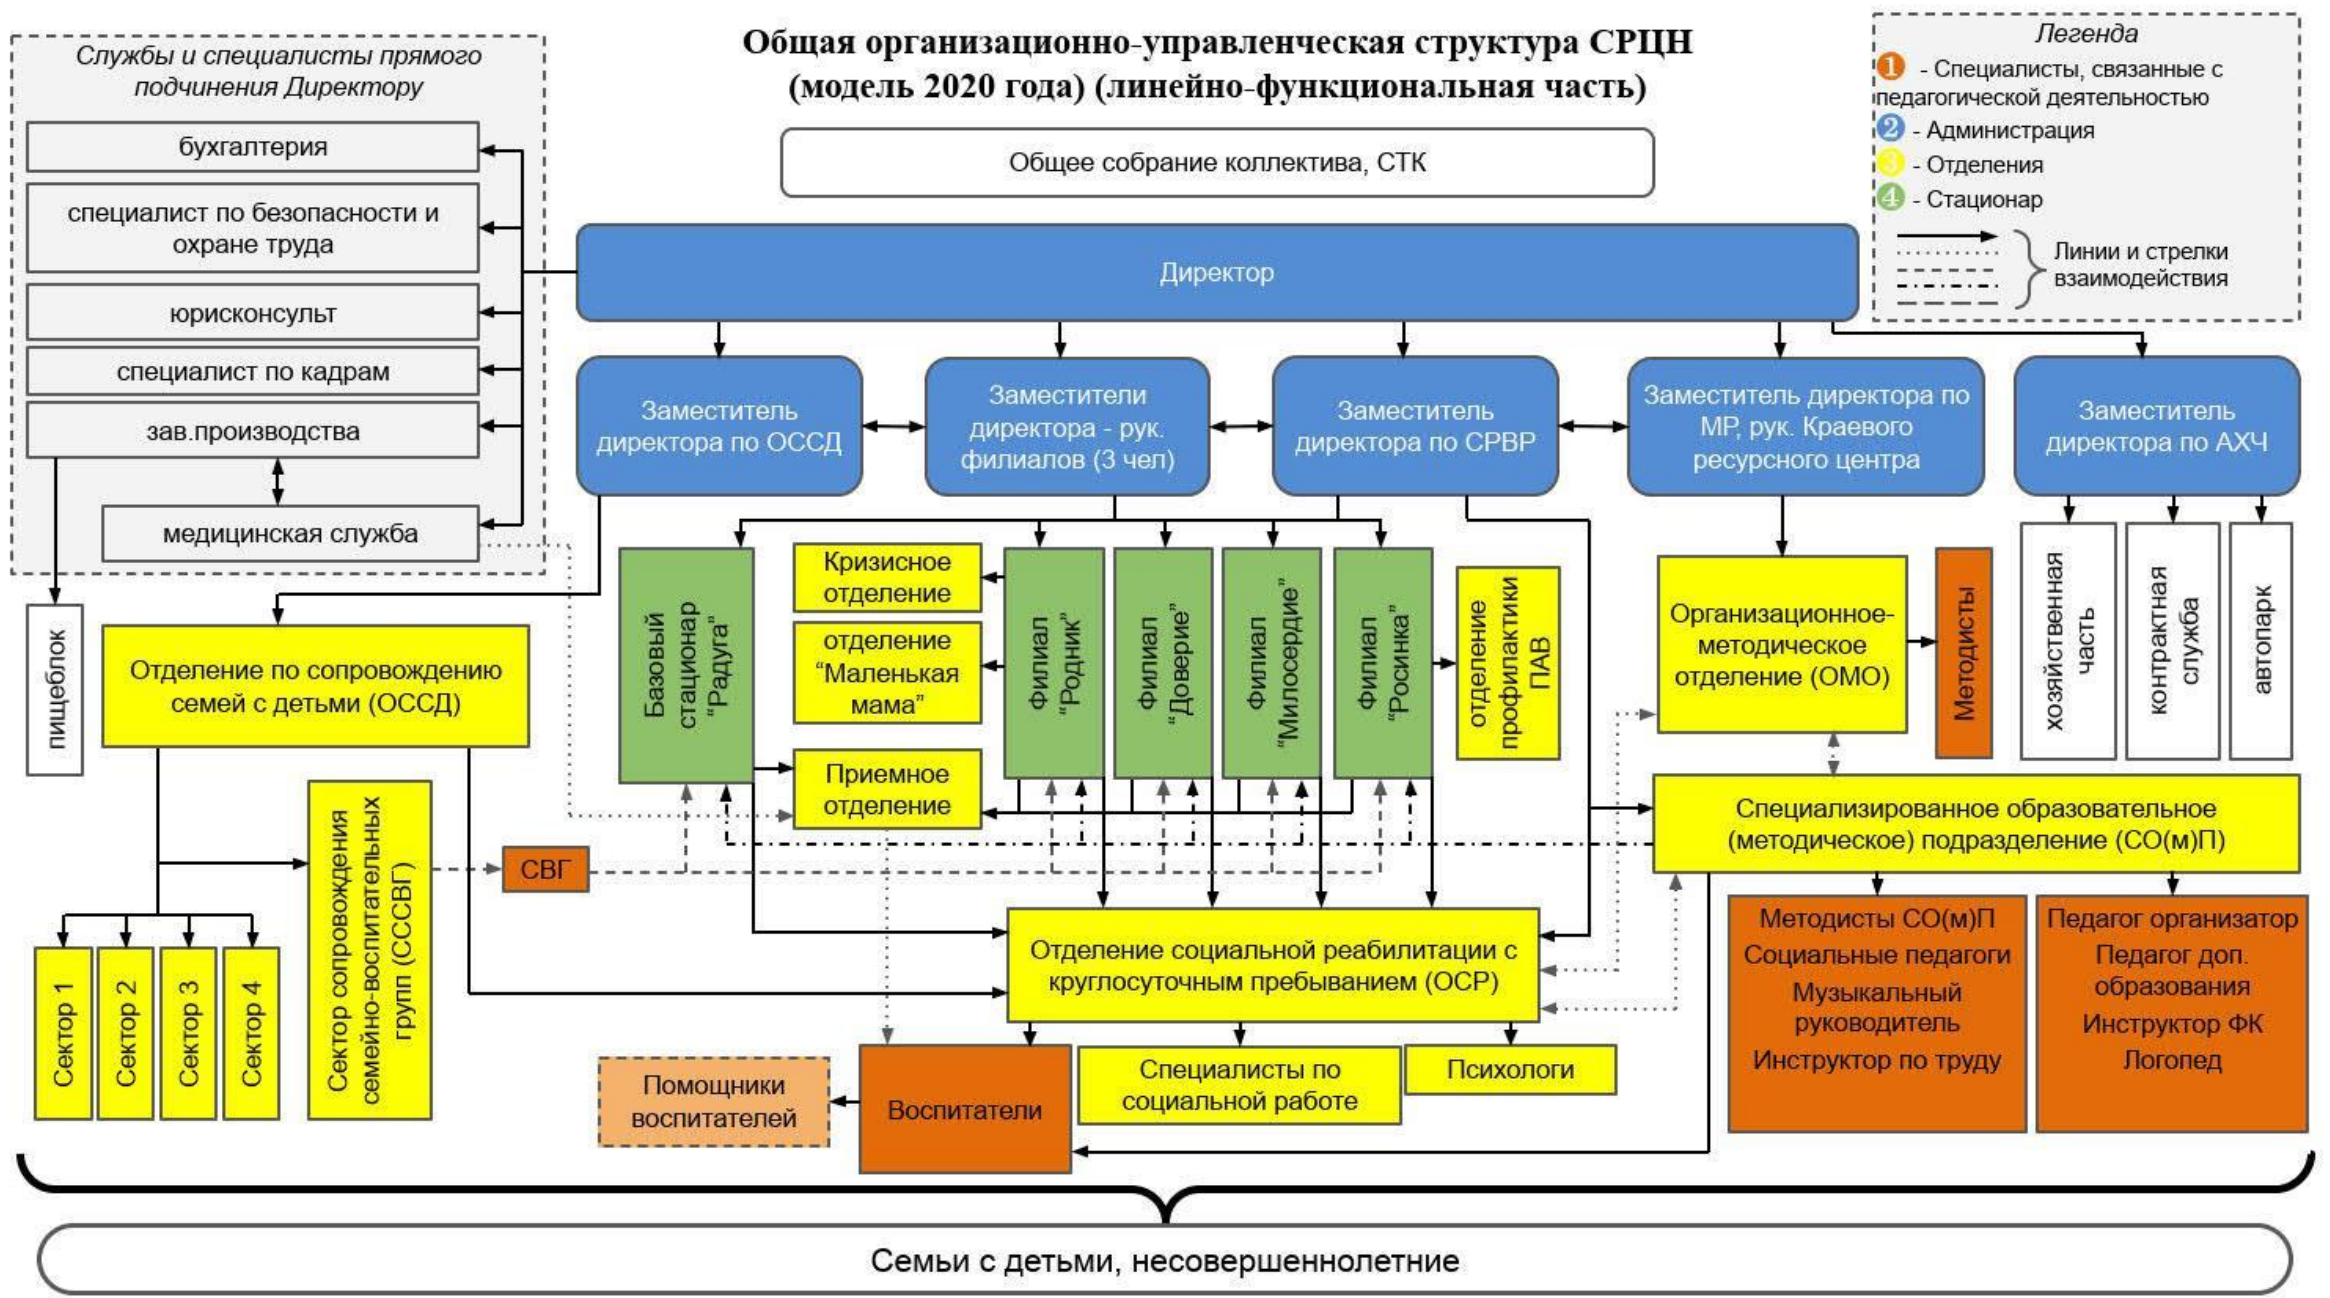 Общая организационно-управленческая структура СРЦН
(модель 2020 года) (линейно-функциональная часть)
Службы и специалисты прямого
подчинения Директору
бухгалтерия
специалист по безопасности и
охране труда
юрисконсульт
специалист по кадрам
зав.производства
медицинская служба
Легенда
1 - Специалисты, связанные с
педагогической деятельностью
2 - Администрация
3 - Отделения
4 - Стационар
Линии и стрелки
взаимодействия
Общее собрание коллектива, СТК
Директор
Заместитель
директора по ОССД
Заместители
директора - рук.
филиалов (3 чел)
Заместитель
директора по СРВР
Заместитель директора по
МР, рук. Краевого
ресурсного центра
Заместитель
директора по АХЧ
пищеблок
Отделение по сопровождению
семей с детьми (ОССД)
Базовый
стационар
“Радуга”
Кризисное
отделение
отделение
“Маленькая
мама”
Приемное
отделение
Филиал
“Родник”
Филиал
“Доверие”
Филиал
“Милосердие”
Филиал
“Росинка”
отделение
профилактики
ПАВ
Организационное-
методическое
отделение (ОМО)
Методисты
хозяйственная
часть
контрактная
служба
автопарк
Специализированное образовательное
(методическое) подразделение (СО(м)П)
Сектор сопровождения
семейно-воспитательных
групп (СССВГ)
СВГ
Сектор 1
Сектор 2
Сектор 3
Сектор 4
Отделение социальной реабилитации с
круглосуточным пребыванием (ОСР)
Методисты СО(м)П
Социальные педагоги
Музыкальный
руководитель
Инструктор по труду
Педагог организатор
Педагог доп.
образования
Инструктор ФК
Логопед
Помощники
воспитателей
Воспитатели
Специалисты по
социальной работе
Психологи
Семьи с детьми, несовершеннолетние